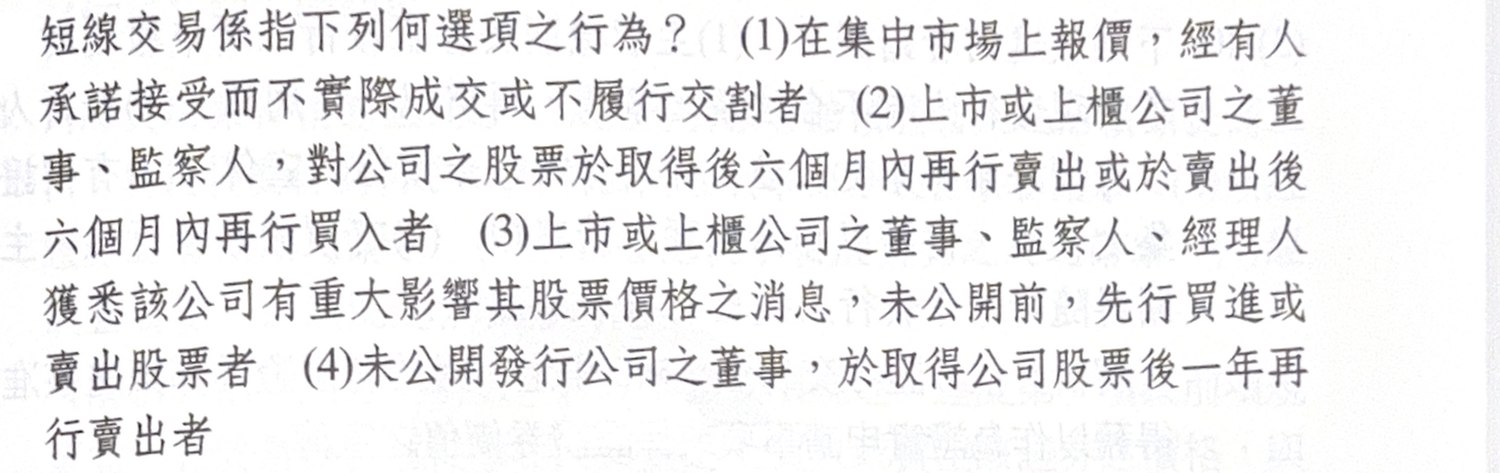 短線交易係指下列何選項之行為？ (1)在集中市場上報價，經有人
承諾接受而不實際成交或不履行交割者 (2)上市或上櫃公司之董
事、監察人，對公司之股票於取得後六個月內再行賣出或於賣出後
六個月內再行買入者 (3)上市或上櫃公司之董事、監察人、經理人
獲悉該公司有重大影響其股票價格之消息，未公開前，先行買進或
賣出股票者 (4)未公開發行公司之董事，於取得公司股票後一年再
行賣出者